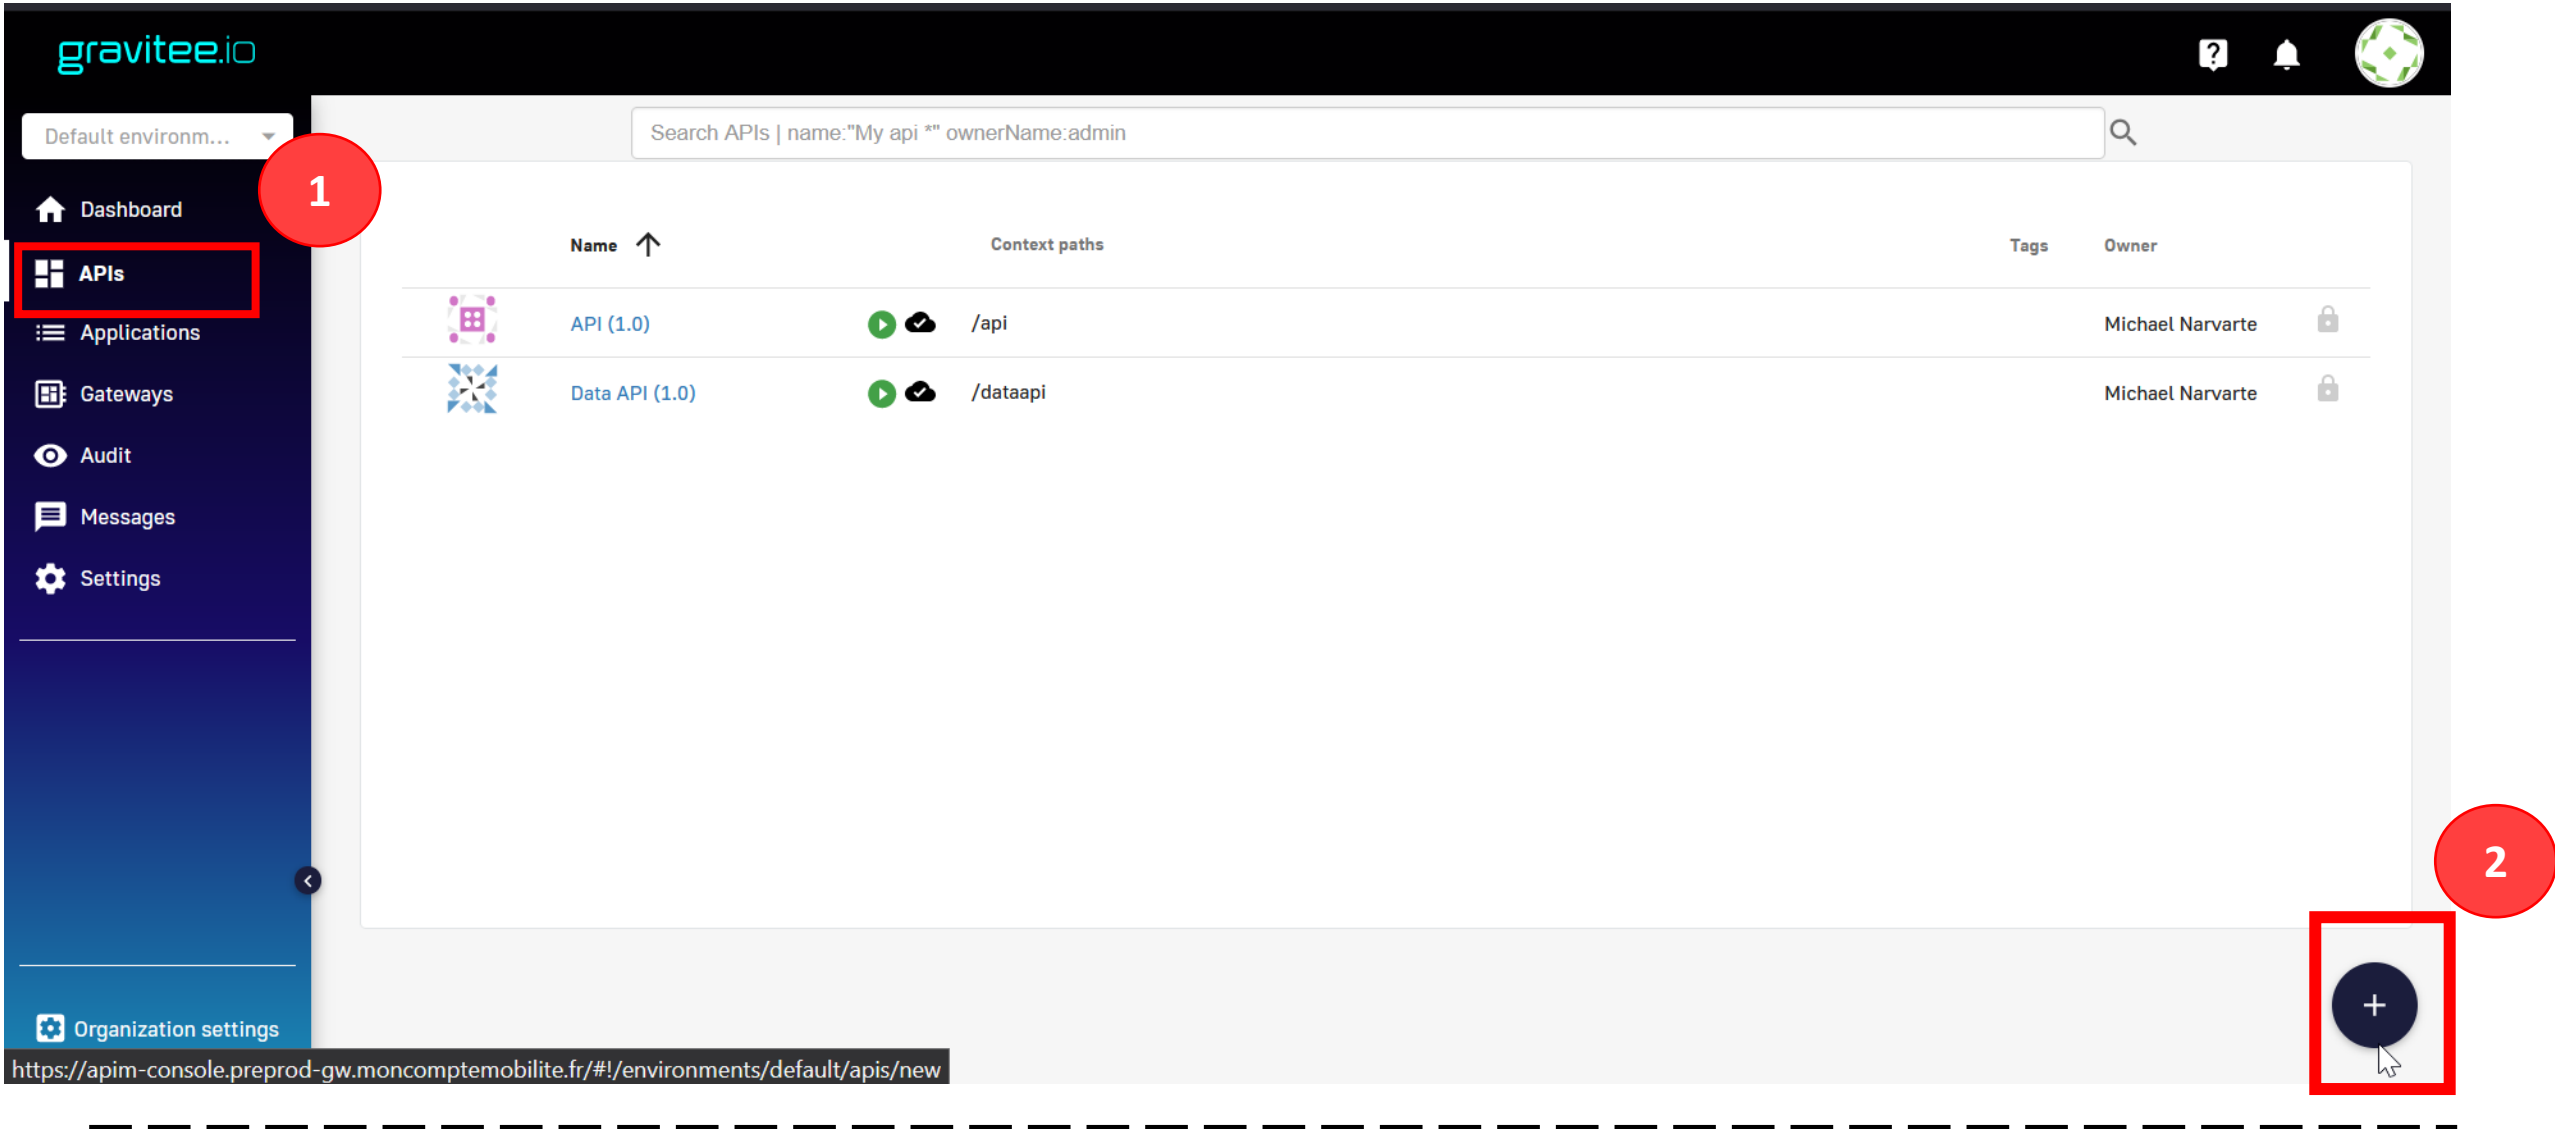 gravitee.io
Default environm...
Search APIs | name:"My api *" ownerName:admin
1
Dashboard
APIs
Applications
Gateways
Audit
Messages
Settings
Name
Context paths
Tags
Owner
API (1.0)
/api
Michael Narvarte
Data API (1.0)
/dataapi
Michael Narvarte
2
+
Organization settings
https://apim-console.preprod-gw.moncomptemobilite.fr/#!/environments/default/apis/new